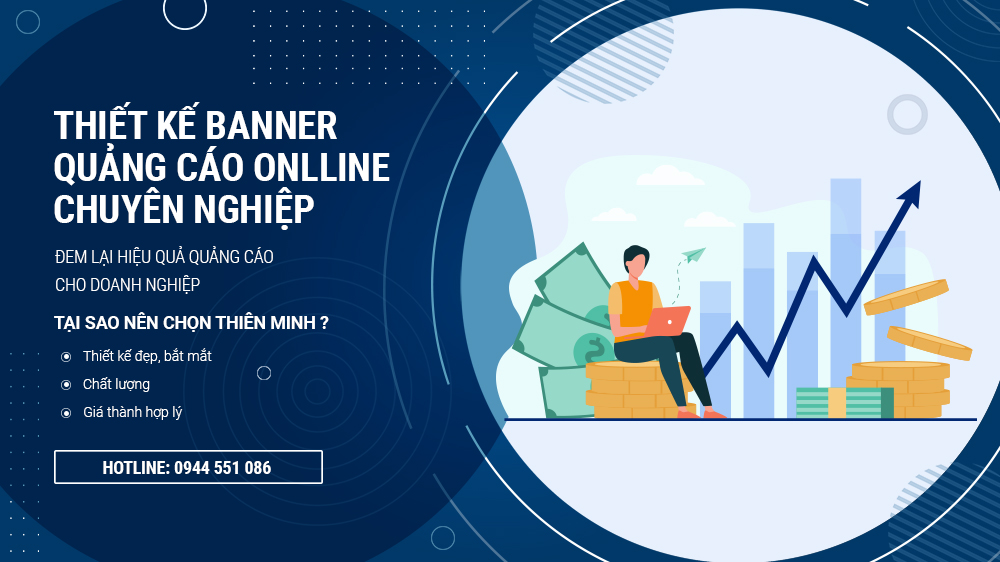 THIẾT KẾ BANNER
QUẢNG CÁO ONLLINE
CHUYÊN NGHIỆP
ĐEM LẠI HIỆU QUẢ QUẢNG CÁO
CHO DOANH NGHIỆP
TẠI SAO NÊN CHỌN THIÊN MINH ?
Thiết kế đẹp, bắt mắt
Chất lượng
Giá thành hợp lý
HOTLINE: 0944 551 086